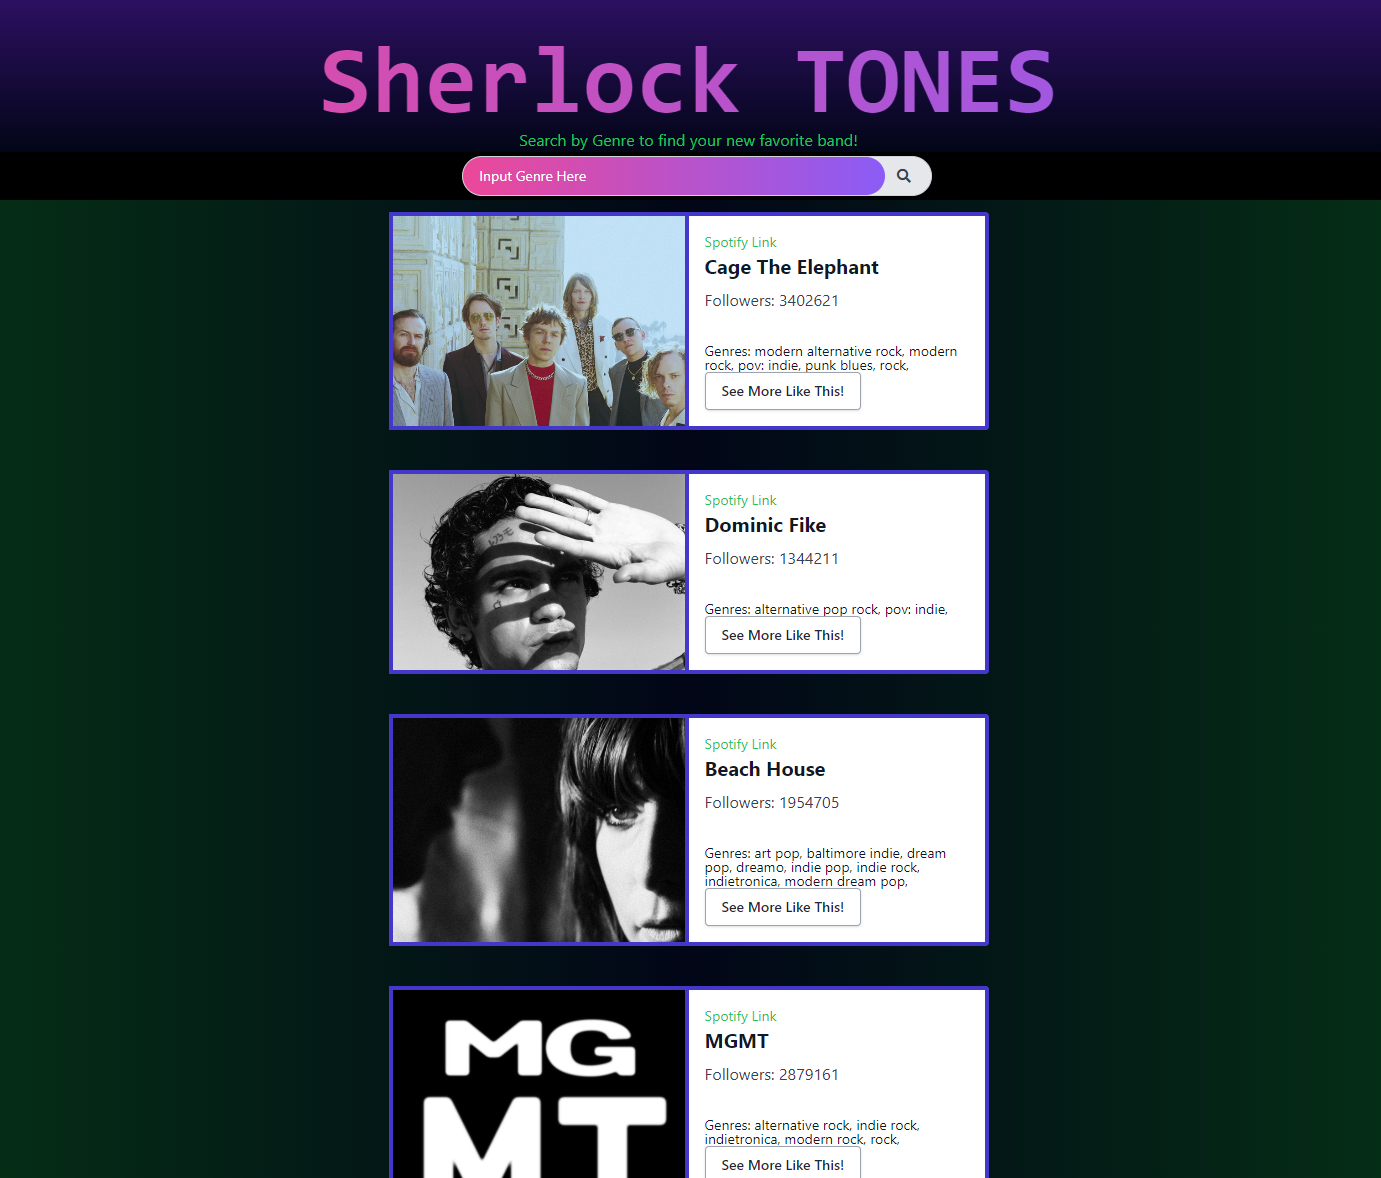 Sherlock TONES
Search by Genre to find your new favorite band!
Input Genre Here
Spotify Link
Cage The Elephant
Followers: 3402621
Genres: modern alternative rock, modern
rock, pov: indie, punk blues, rock,
See More Like This!
Spotify Link
Dominic Fike
Followers: 1344211
Genres: alternative pop rock, pov: indie,
See More Like This!
Spotify Link
Beach House
Followers: 1954705
Genres: art pop, baltimore indie, dream
pop, dreamo, indie pop, indie rock,
indietronica, modern dream pop,
See More Like This!
MG
MT
Spotify Link
MGMT
Followers: 2879161
Genres: alternative rock, indie rock,
indietronica, modern rock, rock,
See More Like This!